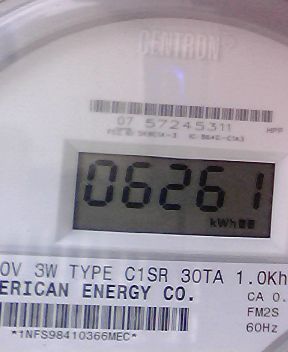 CENTRON
07 57245311
HPP
06261
kWh
0V 3W TYPE C1SR 30TA 1.0Kh
ERICAN ENERGY CO.
CA 0.
FM2S
60Hz
*1NFS98410366MEC*